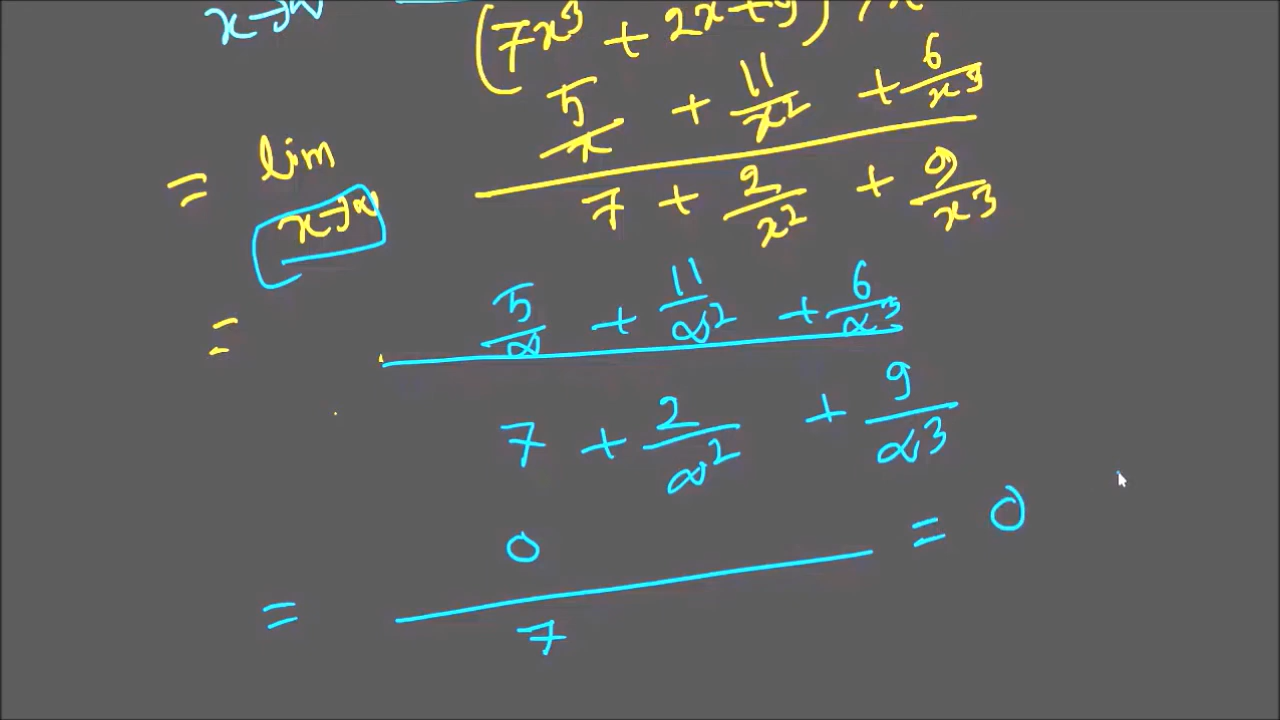 x→∞
(7x³ + 2x + 9) / x
= lim x→∞ (5/x + 11/x² + 6/x³) / (7 + 2/x² + 9/x³)
= (5/∞ + 11/∞² + 6/∞³) / (7 + 2/∞² + 9/∞³)
= 0/7 = 0